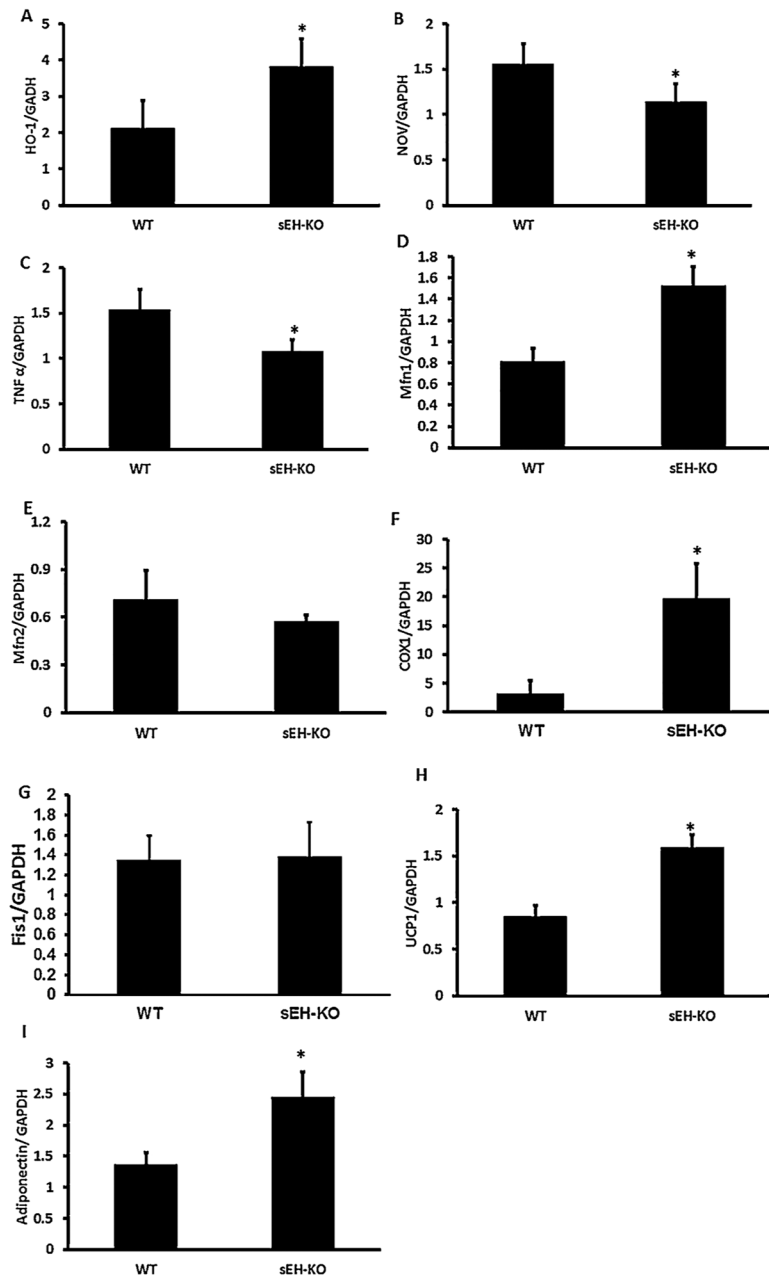 A
HO-1/GADH
5
4
3
2
1
0
*
WT
sEH-KO
B
NOV/GAPDH
2
1.5
1
0.5
0
*
WT
sEH-KO
C
TNF α/GAPDH
2
1.5
1
0.5
0
*
WT
sEH-KO
D
Mfn1/GAPDH
1.8
1.6
1.4
1.2
1
0.8
0.6
0.4
0.2
0
*
WT
sEH-KO
E
Mfn2/GAPDH
1.2
0.9
0.6
0.3
0
WT
sEH-KO
F
COX1/GAPDH
30
25
20
15
10
5
0
*
WT
sEH-KO
G
Fis1/GAPDH
2
1.8
1.6
1.4
1.2
1
0.8
0.6
0.4
0.2
0
WT
sEH-KO
H
UCP1/GAPDH
2
1.5
1
0.5
0
*
WT
sEH-KO
I
Adiponectin/GAPDH
3
2.5
2
1.5
1
0.5
0
*
WT
sEH-KO